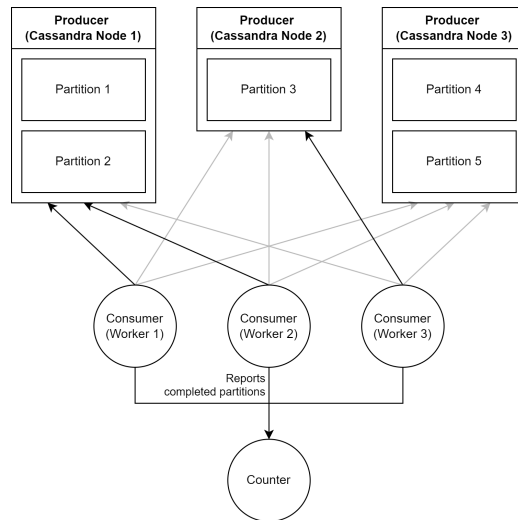 Producer
(Cassandra Node 1)
Producer
(Cassandra Node 2)
Producer
(Cassandra Node 3)
Partition 1
Partition 3
Partition 4
Partition 2
Partition 5
Consumer
(Worker 1)
Consumer
(Worker 2)
Consumer
(Worker 3)
Reports
completed partitions
Counter